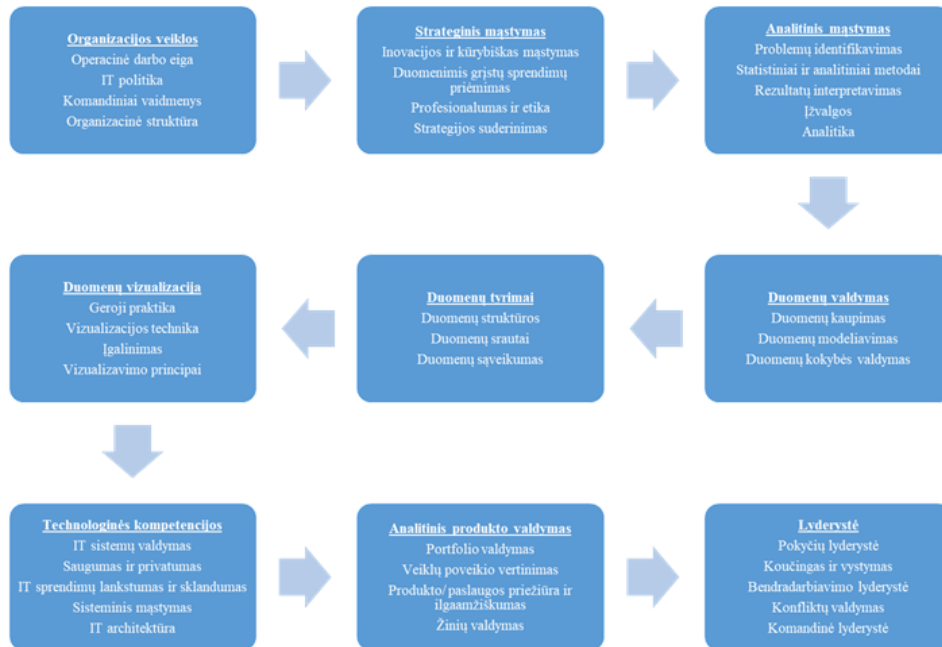 Organizacijos veiklos
Operacinė darbo eiga
IT politika
Komandiniai vaidmenys
Organizacinė struktūra
Strateginis mąstymas
Inovacijos ir kūrybiškas mąstymas
Duomenimis grįstų sprendimų
priėmimas
Profesionalumas ir etika
Strategijos suderinimas
Analitinis mąstymas
Problemų identifikavimas
Statistiniai ir analitiniai metodai
Rezultatų interpretavimas
Įžvalgos
Analitika
Duomenų vizualizacija
Geroji praktika
Vizualizacijos technika
Įgalinimas
Vizualizavimo principai
Duomenų tyrimai
Duomenų struktūros
Duomenų srautai
Duomenų sąveikumas
Duomenų valdymas
Duomenų kaupimas
Duomenų modeliavimas
Duomenų kokybės valdymas
Technologinės kompetencijos
IT sistemų valdymas
Saugumas ir privatumas
IT sprendimų lankstumas ir sklandumas
Sisteminis mąstymas
IT architektūra
Analitinis produkto valdymas
Portfolio valdymas
Veiklų poveikio vertinimas
Produkto/paslaugos priežiūra ir
ilgaamžiškumas
Žinių valdymas
Lyderystė
Pokyčių lyderystė
Koučingas ir vystymas
Bendradarbiavimo lyderystė
Konfliktų valdymas
Komandinė lyderystė